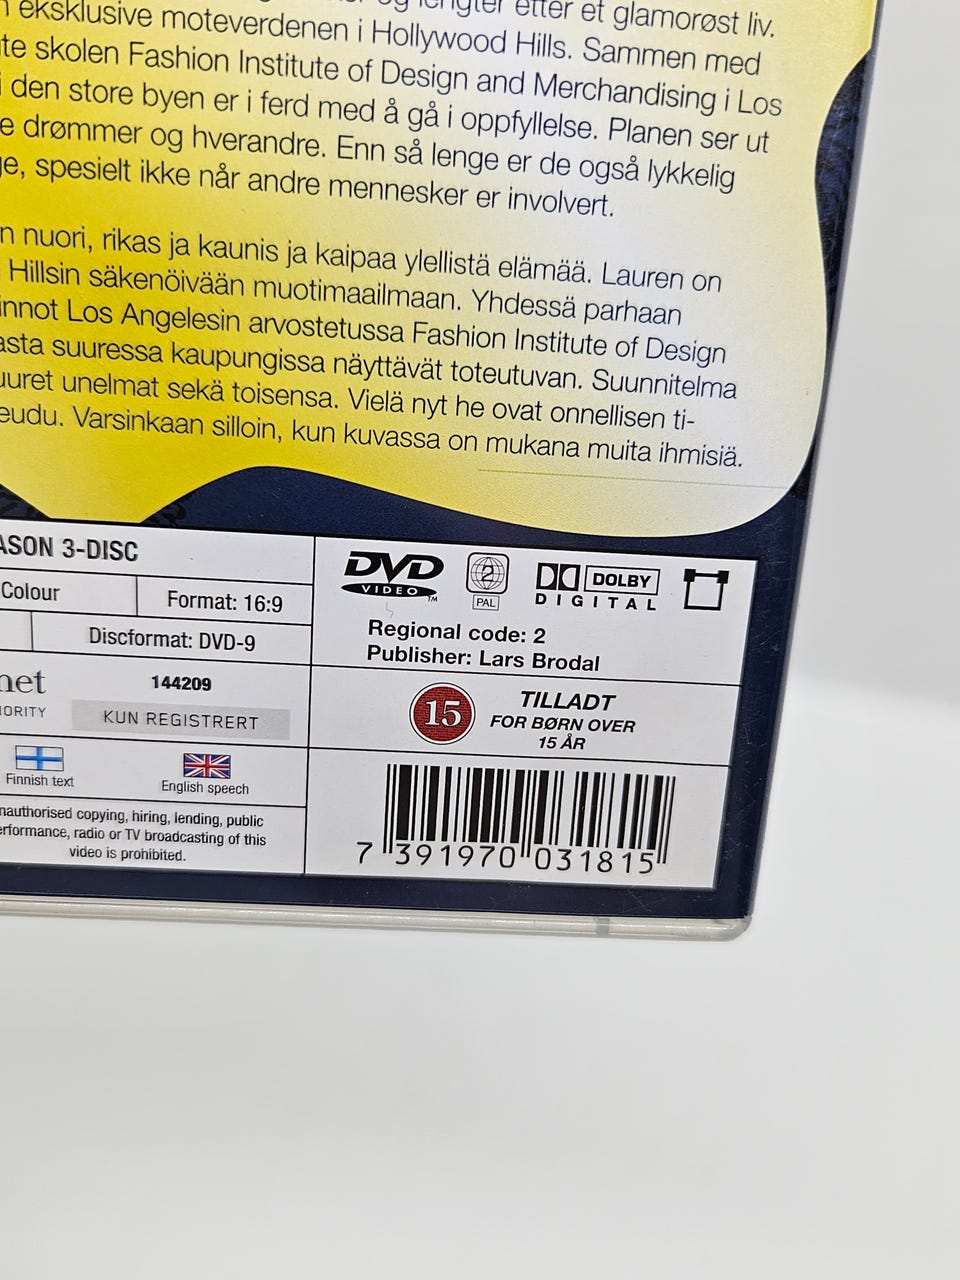 eksklusive moteverdenen i Hollywood Hills. Sammen med
te skolen Fashion Institute of Design and Merchandising i Los
i den store byen er i ferd med å gå i oppfyllelse. Planen ser ut
e drømmer og hverandre. Enn så lenge er de også lykkelig
ge, spesielt ikke når andre mennesker er involvert.
n nuori, rikas ja kaunis ja kaipaa ylellistä elämää. Lauren on
Hillsin säkenöivään muotimaailmaan. Yhdessä parhaan
innot Los Angelesin arvostetussa Fashion Institute of Design
asta suuressa kaupungissa näyttävät toteutuvan. Suunnitelma
uuret unelmat sekä toisensa. Vielä nyt he ovat onnellisen ti-
eudu. Varsinkaan silloin, kun kuvassa on mukana muita ihmisiä.
ASON 3-DISC
Colour
Format: 16:9
Discformat: DVD-9
net
144209
IORITY
KUN REGISTRERT
Finnish text
English speech
nauthorised copying, hiring, lending, public
erformance, radio or TV broadcasting of this
video is prohibited.
DVD
VIDEO
TM
2
PAL
DOLBY
DIGITAL
Regional code: 2
Publisher: Lars Brodal
15
TILLADT
FOR BØRN OVER
15 ÅR
7 391970 031815